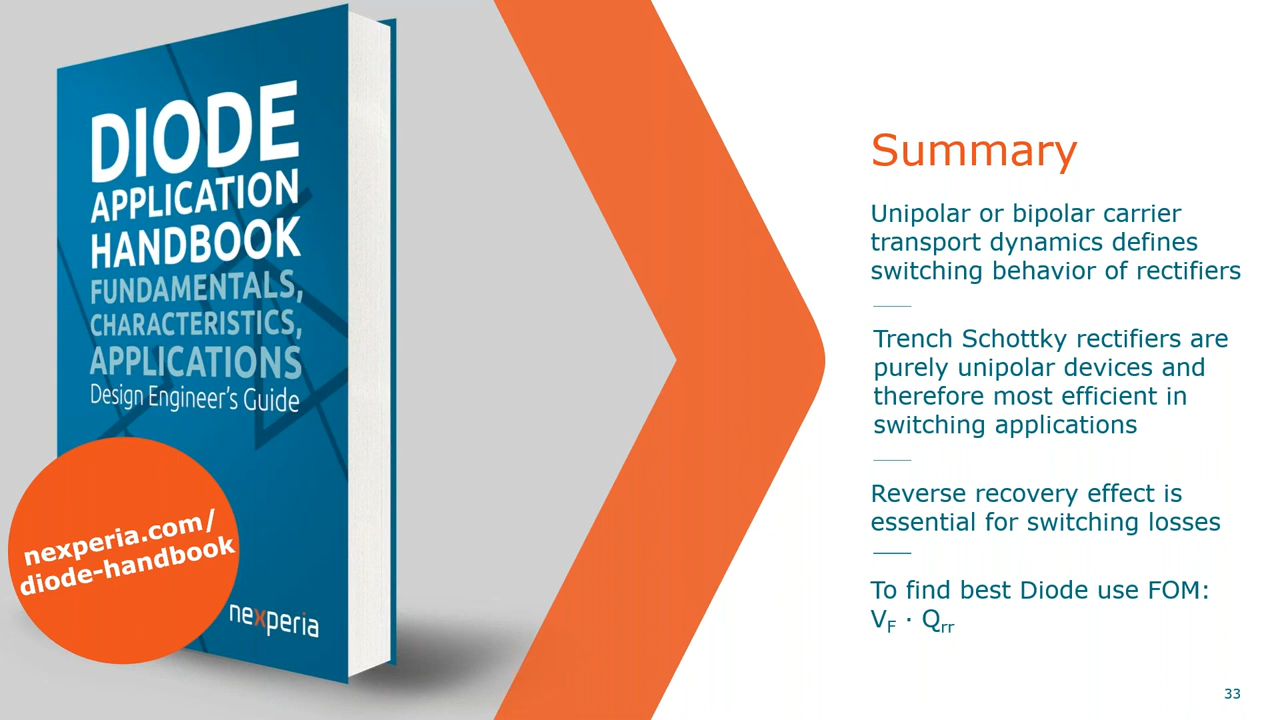 DIODE
APPLICATION
HANDBOOK
FUNDAMENTALS,
CHARACTERISTICS,
APPLICATIONS
Design Engineer's Guide
nexperia.com/
diode-handbook
nexperia
Summary
Unipolar or bipolar carrier
transport dynamics defines
switching behavior of rectifiers
Trench Schottky rectifiers are
purely unipolar devices and
therefore most efficient in
switching applications
Reverse recovery effect is
essential for switching losses
To find best Diode use FOM:
V_F · Q_rr
33